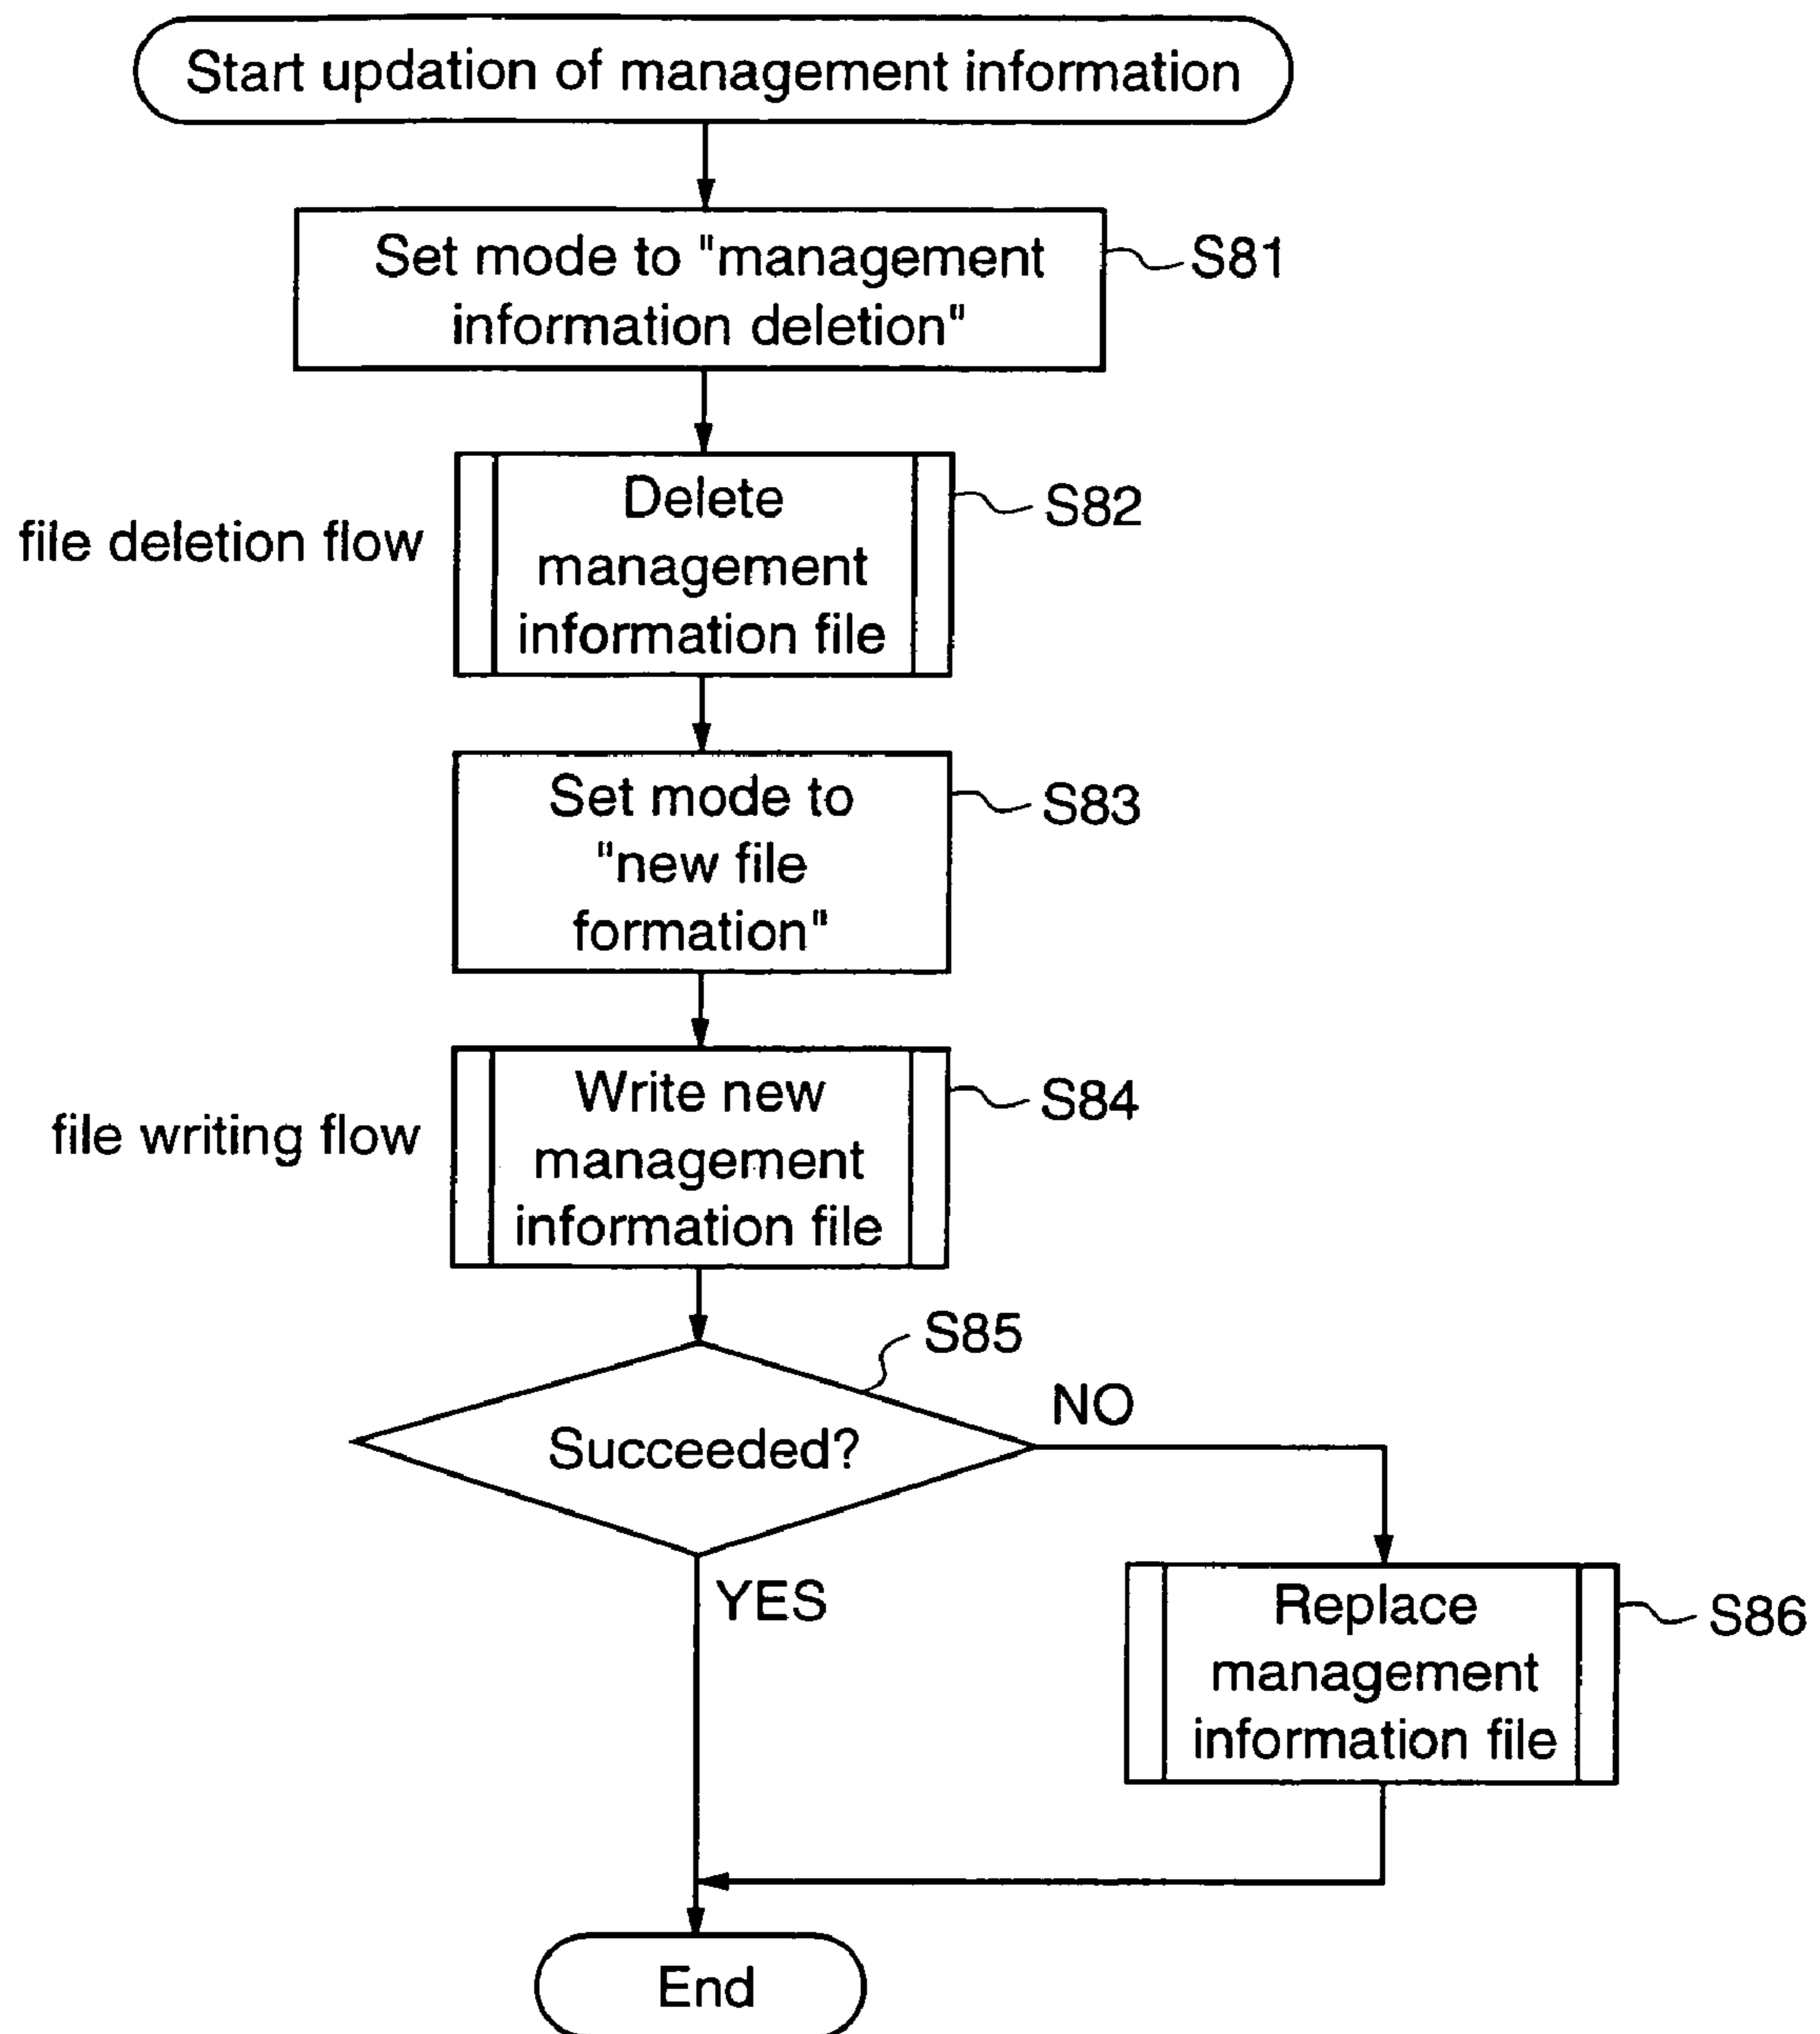 Start updation of management information
Set mode to "management
information deletion"
S81
file deletion flow
Delete
management
information file
S82
Set mode to
"new file
formation"
S83
file writing flow
Write new
management
information file
S84
S85
Succeeded?
NO
YES
Replace
management
information file
S86
End